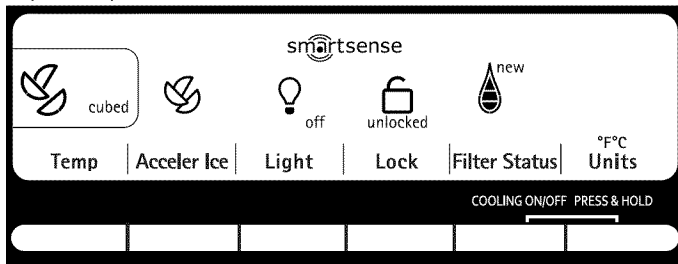 smartsense
cubed
off
unlocked
new
Temp
Acceler Ice
Light
Lock
Filter Status
°F°C
Units
COOLING ON/OFF PRESS & HOLD